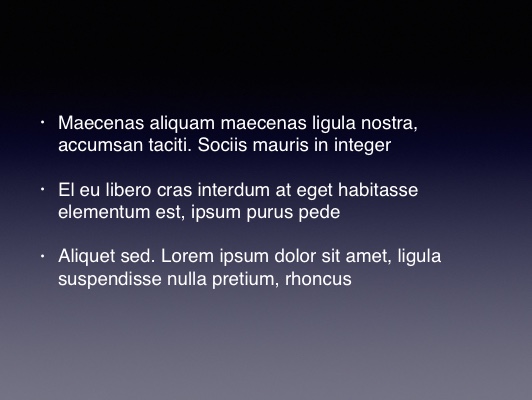 • Maecenas aliquam maecenas ligula nostra,
accumsan taciti. Sociis mauris in integer
• El eu libero cras interdum at eget habitasse
elementum est, ipsum purus pede
• Aliquet sed. Lorem ipsum dolor sit amet, ligula
suspendisse nulla pretium, rhoncus